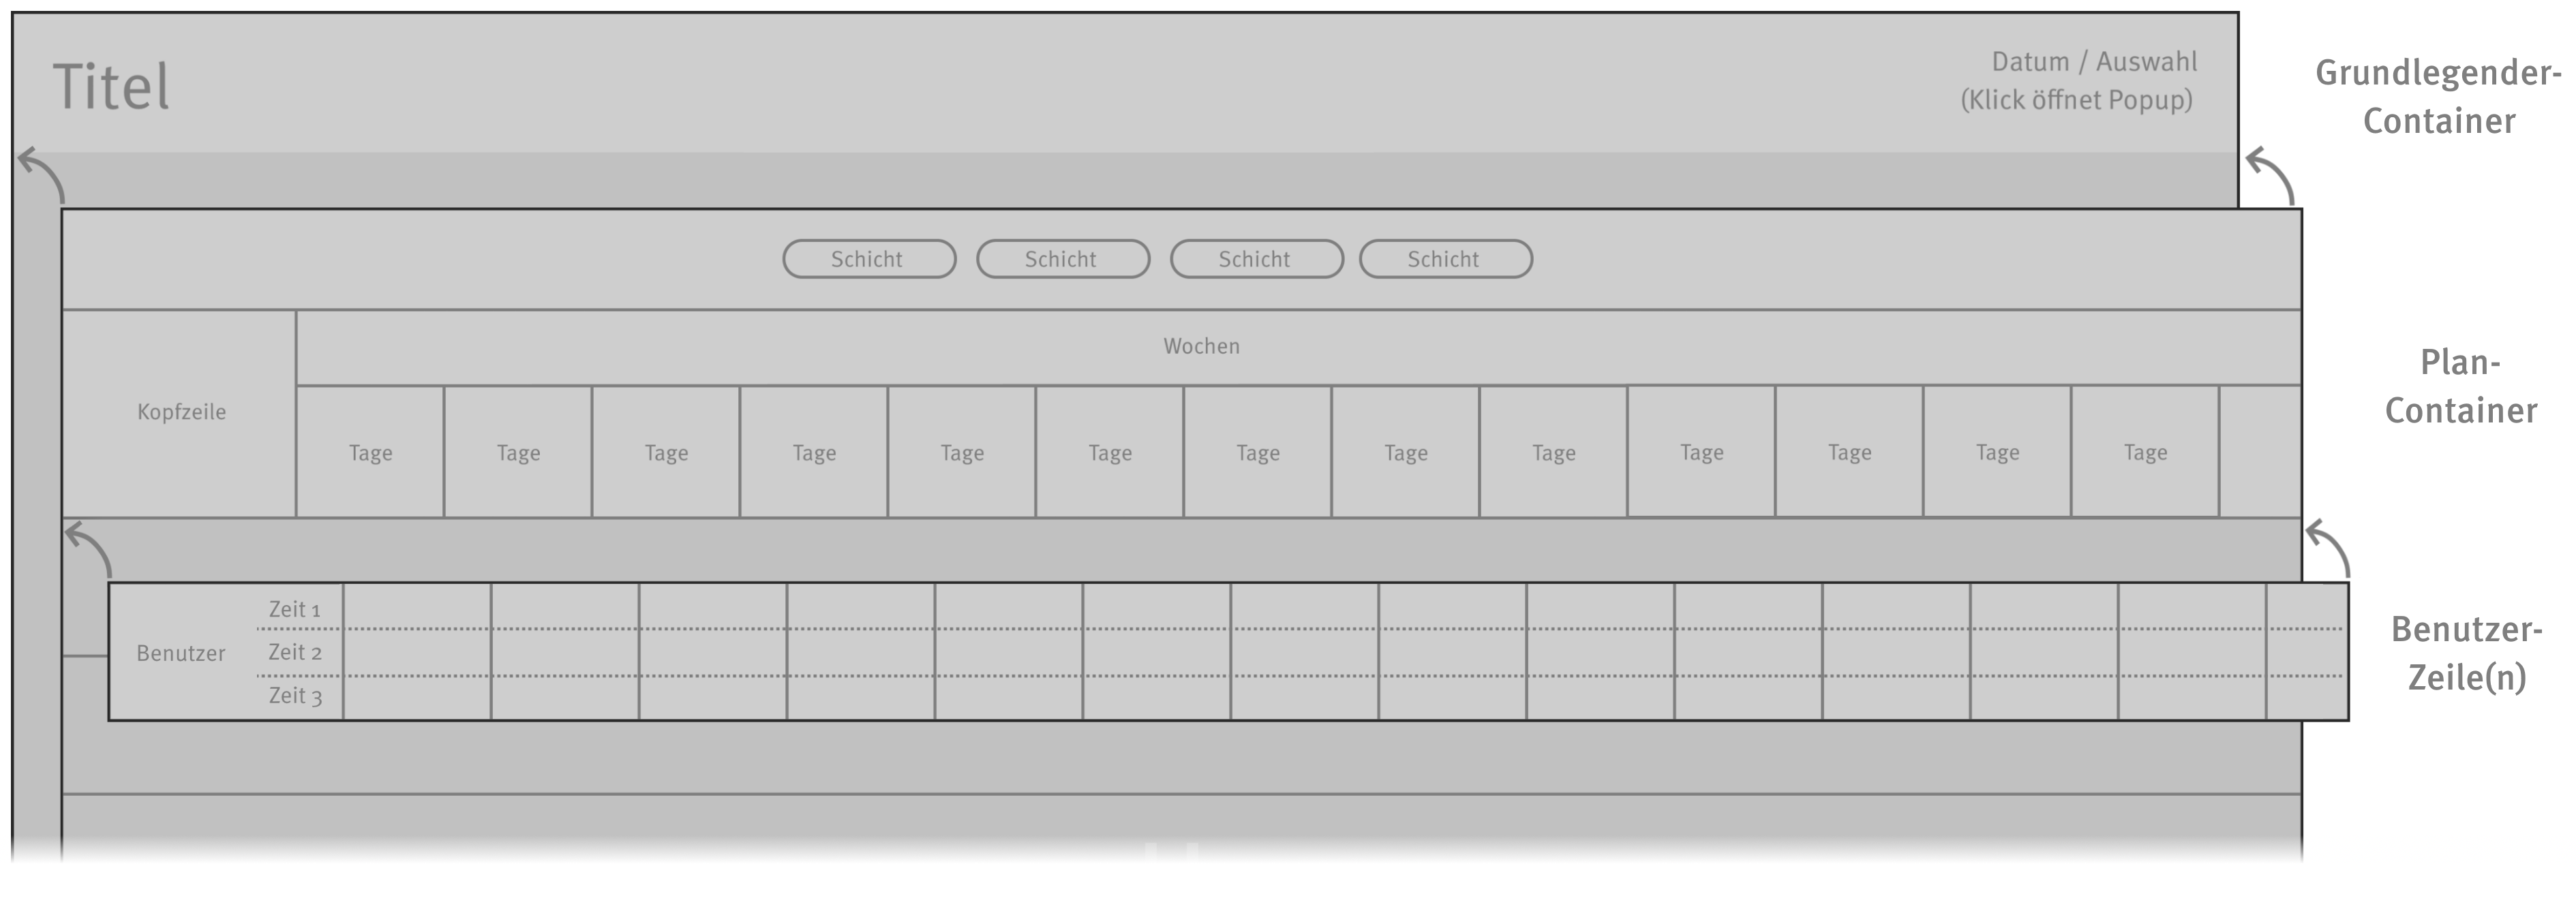 Titel
Datum / Auswahl
(Klick öffnet Popup)
Grundlegender-
Container
Schicht Schicht Schicht Schicht
Wochen
Kopfzeile
Tage Tage Tage Tage Tage Tage Tage Tage Tage Tage Tage Tage Tage
Plan-
Container
Zeit 1
Benutzer Zeit 2
Zeit 3
Benutzer-
Zeile(n)